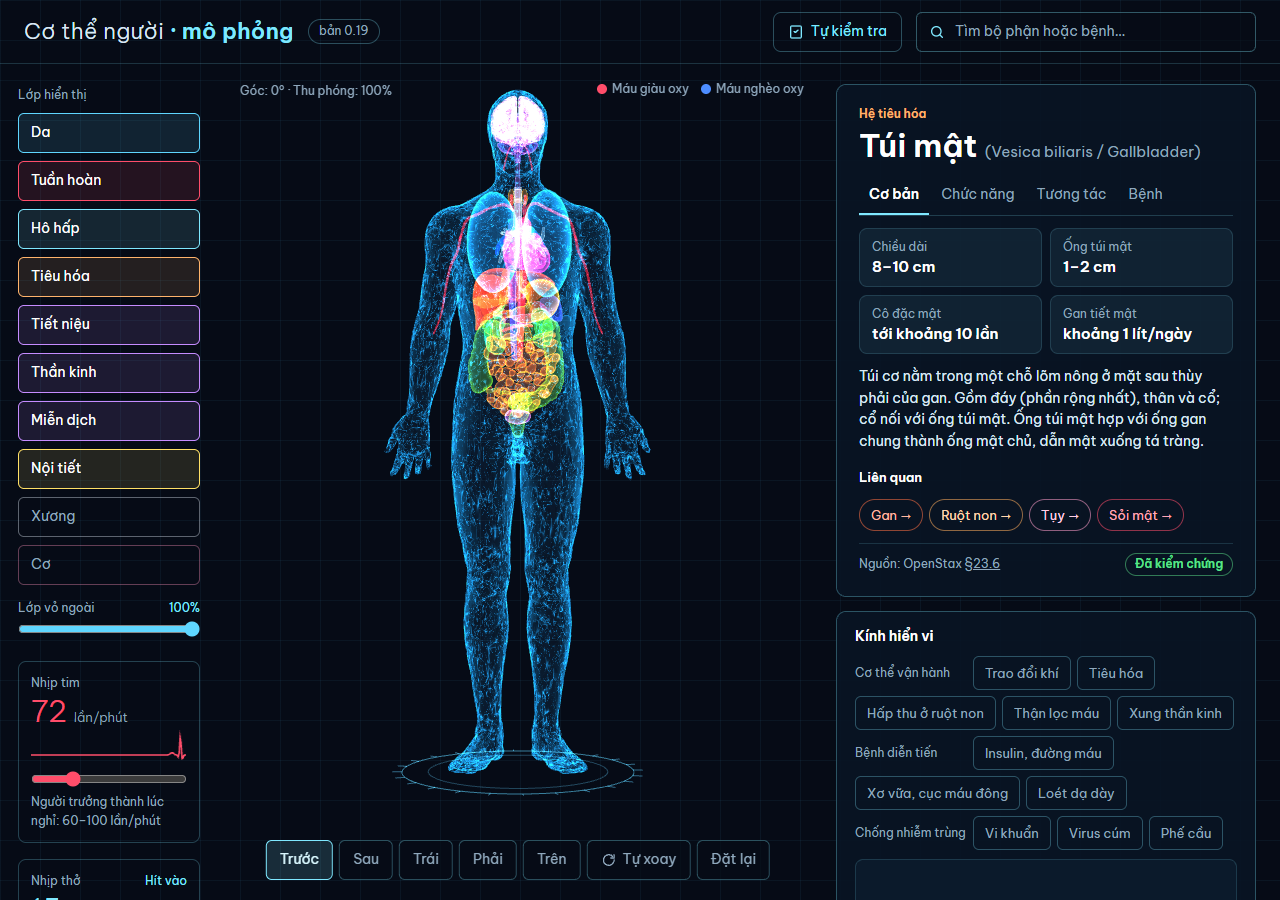 Cơ thể người · mô phỏng
bản 0.19
Tự kiểm tra
Tìm bộ phận hoặc bệnh...
Lớp hiển thị
Da
Tuần hoàn
Hô hấp
Tiêu hóa
Tiết niệu
Thần kinh
Miễn dịch
Nội tiết
Xương
Cơ
Lớp vỏ ngoài 100%
Nhịp tim
72 lần/phút
Người trưởng thành lúc
nghỉ: 60–100 lần/phút
Nhịp thở Hít vào
Góc: 0° · Thu phóng: 100%
Máu giàu oxy
Máu nghèo oxy
Trước
Sau
Trái
Phải
Trên
Tự xoay
Đặt lại
Hệ tiêu hóa
Túi mật (Vesica biliaris / Gallbladder)
Cơ bản
Chức năng
Tương tác
Bệnh
Chiều dài
8–10 cm
Ống túi mật
1–2 cm
Cô đặc mật
tới khoảng 10 lần
Gan tiết mật
khoảng 1 lít/ngày
Túi cơ nằm trong một chỗ lõm nông ở mặt sau thùy
phải của gan. Gồm đáy (phần rộng nhất), thân và cổ;
cổ nối với ống túi mật. Ống túi mật hợp với ống gan
chung thành ống mật chủ, dẫn mật xuống tá tràng.
Liên quan
Gan →
Ruột non →
Tụy →
Sỏi mật →
Nguồn: OpenStax §23.6
Đã kiểm chứng
Kính hiển vi
Cơ thể vận hành
Trao đổi khí
Tiêu hóa
Hấp thu ở ruột non
Thận lọc máu
Xung thần kinh
Bệnh diễn tiến
Insulin, đường máu
Xơ vữa, cục máu đông
Loét dạ dày
Chống nhiễm trùng
Vi khuẩn
Virus cúm
Phế cầu